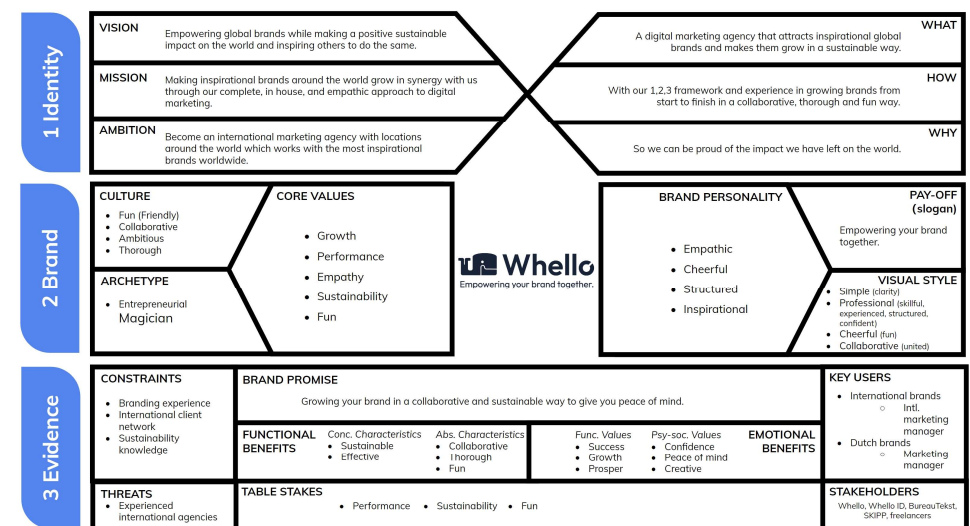 1 Identity
VISION
Empowering global brands while making a positive sustainable
impact on the world and inspiring others to do the same.
MISSION
Making inspirational brands around the world grow in synergy with us
through our complete, in house, and empathic approach to digital
marketing.
AMBITION
Become an international marketing agency with locations
around the world which works with the most inspirational
brands worldwide.
WHAT
A digital marketing agency that attracts inspirational global
brands and makes them grow in a sustainable way.
HOW
With our 1,2,3 framework and experience in growing brands from
start to finish in a collaborative, thorough and fun way.
WHY
So we can be proud of the impact we have left on the world.
2 Brand
CULTURE
• Fun (Friendly)
• Collaborative
• Ambitious
• Thorough
ARCHETYPE
• Entrepreneurial
Magician
CORE VALUES
• Growth
• Performance
• Empathy
• Sustainability
• Fun
Whello
Empowering your brand together.
BRAND PERSONALITY
• Empathic
• Cheerful
• Structured
• Inspirational
PAY-OFF
(slogan)
Empowering your brand
together.
VISUAL STYLE
• Simple (clarity)
• Professional (skillful,
experienced, structured,
confident)
• Cheerful (fun)
• Collaborative (united)
3 Evidence
CONSTRAINTS
• Branding experience
• International client
network
• Sustainability
knowledge
THREATS
• Experienced
international agencies
BRAND PROMISE
Growing your brand in a collaborative and sustainable way to give you peace of mind.
FUNCTIONAL
BENEFITS
Conc. Characteristics
• Sustainable
• Effective
Abs. Characteristics
• Collaborative
• Thorough
• Fun
Func. Values
• Success
• Growth
• Prosper
Psy-soc. Values
• Confidence
• Peace of mind
• Creative
EMOTIONAL
BENEFITS
TABLE STAKES
• Performance • Sustainability • Fun
KEY USERS
• International brands
○ Intl.
marketing
manager
• Dutch brands
○ Marketing
manager
STAKEHOLDERS
Whello, Whello ID, BureauTekst,
SKIPP, freelancers